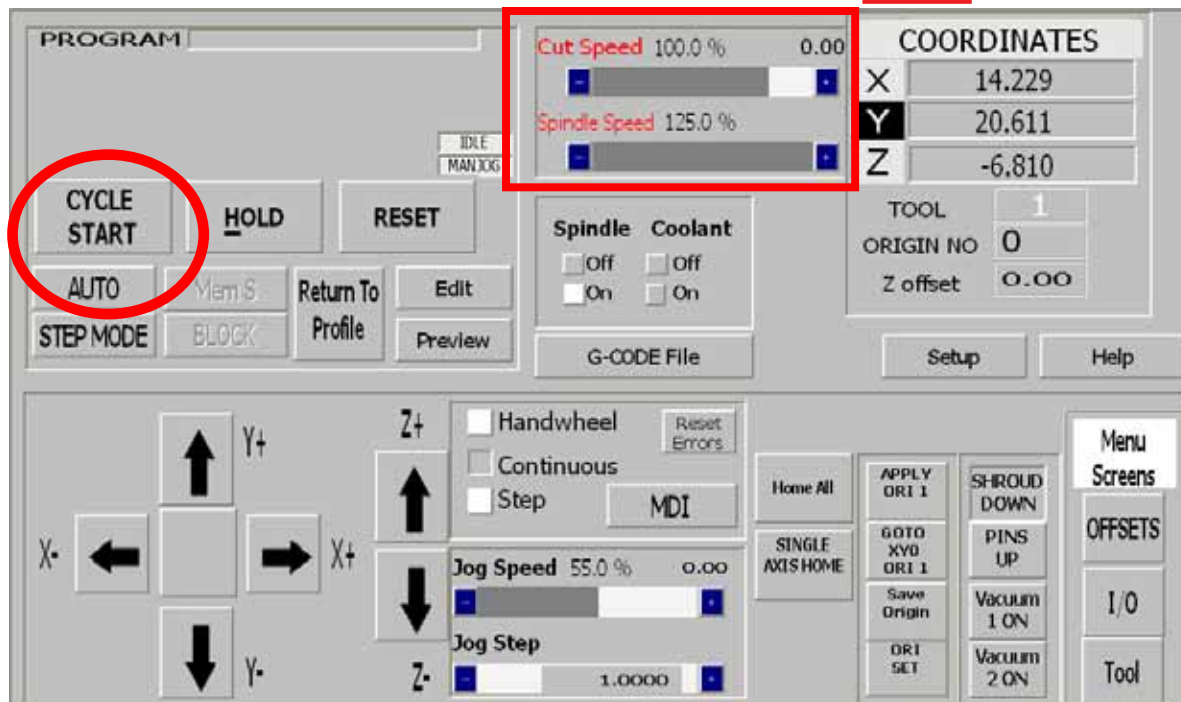 PROGRAM
IDLE
MANJOG
CYCLE START
HOLD
RESET
AUTO
Mem S
Return To Profile
Edit
STEP MODE
BLOCK
Preview
Cut Speed 100.0 % 0.00
- +
Spindle Speed 125.0 %
- +
Spindle Coolant
Off Off
On On
G-CODE File
COORDINATES
X 14.229
Y 20.611
Z -6.810
TOOL 1
ORIGIN NO 0
Z offset 0.00
Setup
Help
Y+
X-
X+
Y-
Z+
Z-
Handwheel
Continuous
Step
Reset Errors
MDI
Jog Speed 55.0 % 0.00
- +
Jog Step
- 1.0000 +
Home All
SINGLE AXIS HOME
APPLY ORI 1
GOTO XY0 ORI 1
Save Origin
ORI SET
SHROUD DOWN
PINS UP
Vacuum 1 ON
Vacuum 2 ON
Menu Screens
OFFSETS
I/O
Tool